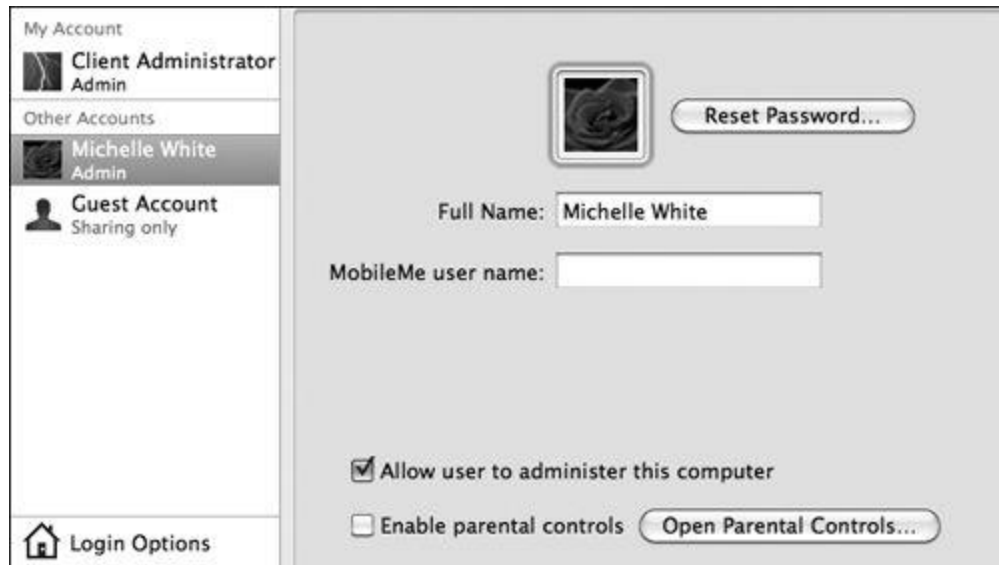 My Account
Client Administrator
Admin
Other Accounts
Michelle White
Admin
Guest Account
Sharing only
Login Options
Reset Password...
Full Name: Michelle White
MobileMe user name:
Allow user to administer this computer
Enable parental controls Open Parental Controls...